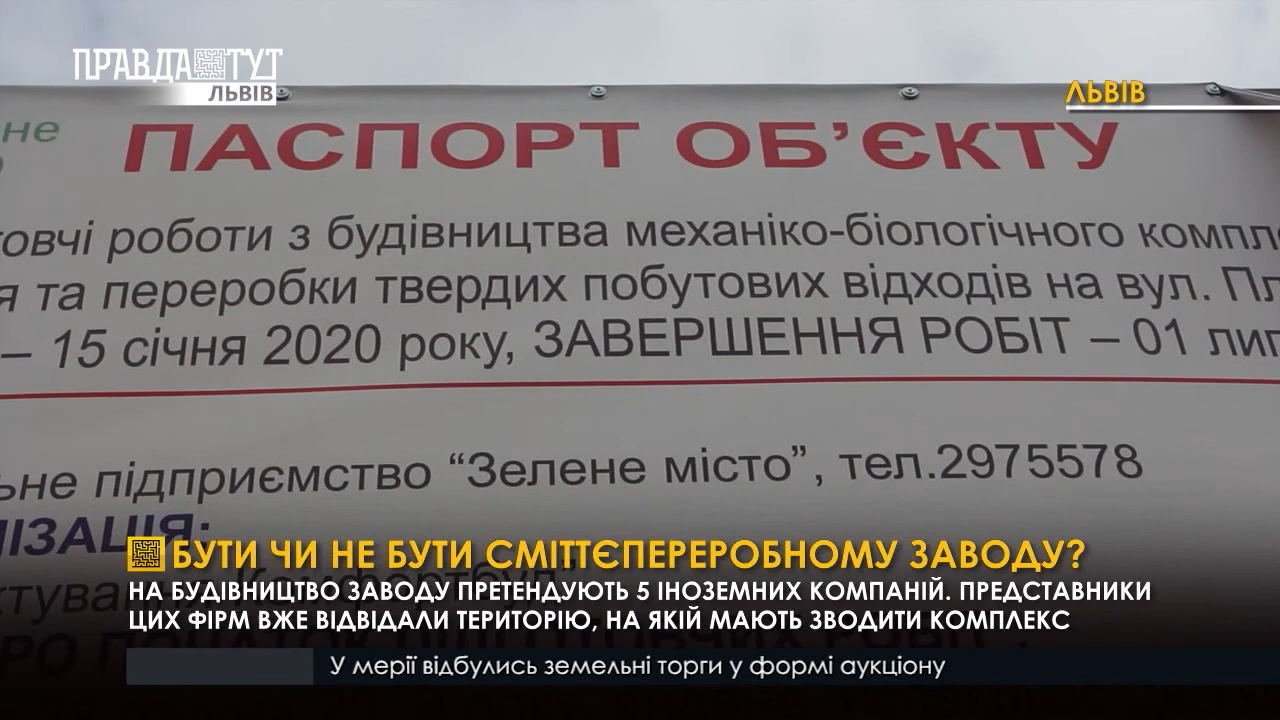 ПРАВДА ТУТ
ЛЬВІВ
ЛЬВІВ
не
ПАСПОРТ ОБ’ЄКТУ
овчі роботи з будівництва механіко-біологічного компл
я та переробки твердих побутових відходів на вул. Пл
– 15 січня 2020 року, ЗАВЕРШЕННЯ РОБІТ – 01 лип
ьне підприємство “Зелене місто”, тел.2975578
ІЗАЦІЯ:
БУТИ ЧИ НЕ БУТИ СМІТТЄПЕРЕРОБНОМУ ЗАВОДУ?
НА БУДІВНИЦТВО ЗАВОДУ ПРЕТЕНДУЮТЬ 5 ІНОЗЕМНИХ КОМПАНІЙ. ПРЕДСТАВНИКИ
ЦИХ ФІРМ ВЖЕ ВІДВІДАЛИ ТЕРИТОРІЮ, НА ЯКІЙ МАЮТЬ ЗВОДИТИ КОМПЛЕКС
У мерії відбулись земельні торги у формі аукціону